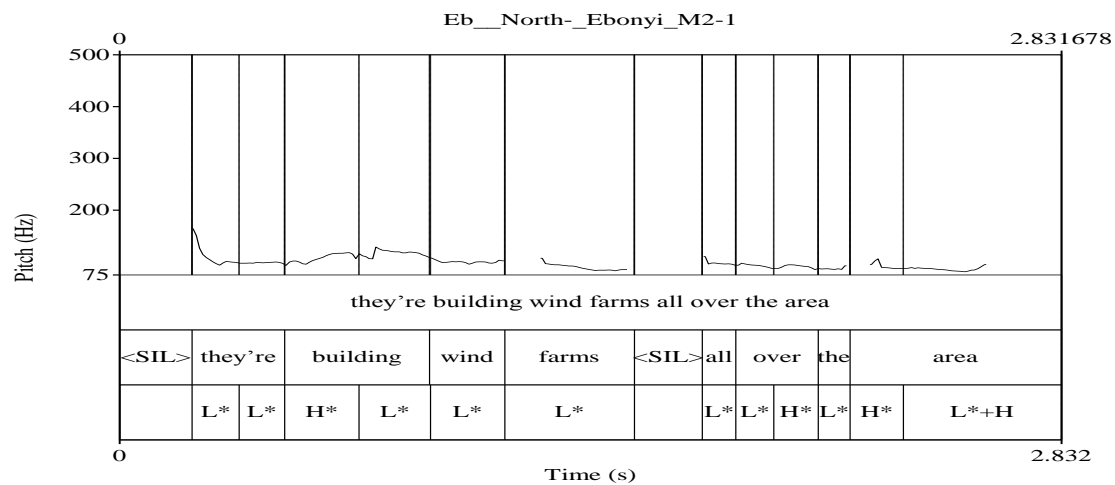 Eb__North-_Ebonyi_M2-1
0 2.831678
500
400
300
200
75
Pitch (Hz)
they're building wind farms all over the area
<SIL> they're building wind farms <SIL> all over the area
L* L* H* L* L* L* L* L* H* L* H* L*+H
0 2.832
Time (s)